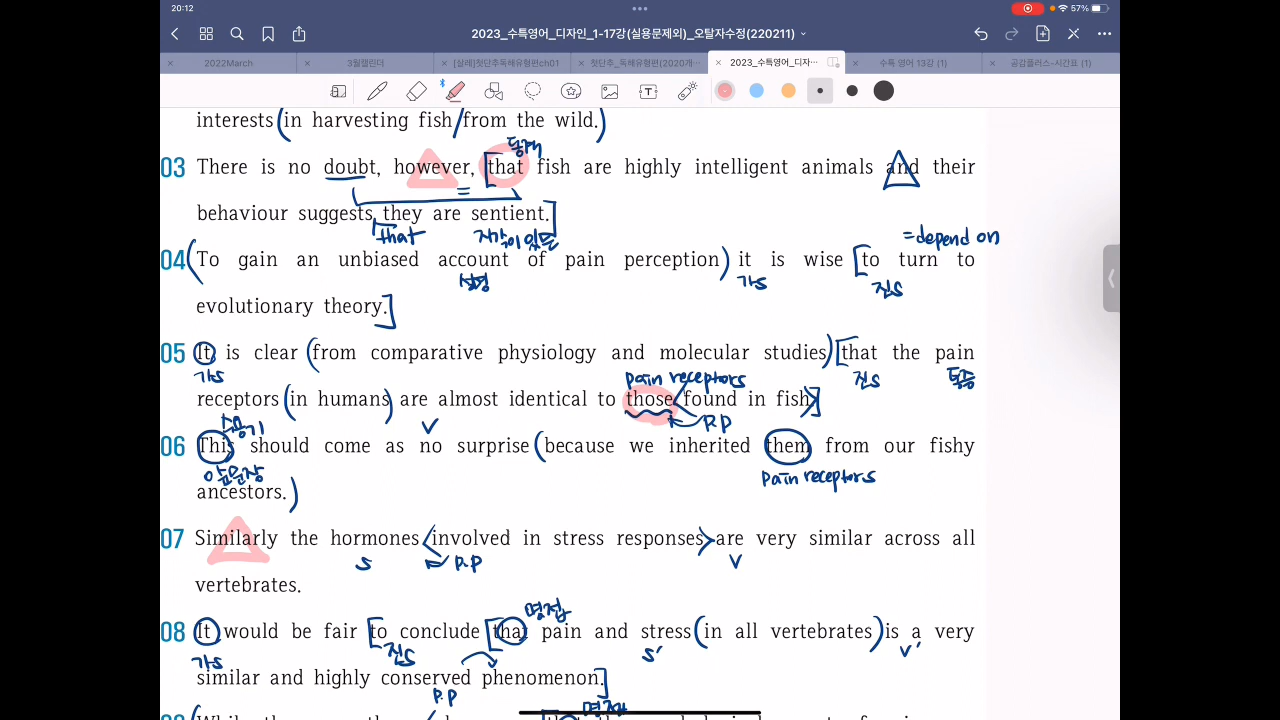 20:12
57%
2023_수특영어_디자인_1-17강(실용문제외)_오탈자수정(220211)
2022March
3월캘린더
[실례]첫단추독해유형편ch01
첫단추_독해유형편(2020개…
2023_수특영어_디자…
수특 영어 13강 (1)
공감플러스-시간표 (1)
interests (in harvesting fish/from the wild.)
동격
03 There is no doubt, however, [that fish are highly intelligent animals and their
=
behaviour suggests they are sentient.]
that 지각이 있는
=depend on
04 (To gain an unbiased account of pain perception) it is wise [to turn to
설명 가S 진S
evolutionary theory.]
05 It is clear (from comparative physiology and molecular studies) [that the pain
가S pain receptors 진S 통증
receptors (in humans) are almost identical to those found in fish.]
수용기 V P.P
06 This should come as no surprise (because we inherited them from our fishy
앞문장 pain receptors
ancestors.)
07 Similarly the hormones <involved in stress responses> are very similar across all
S P.P V
vertebrates.
명접
08 It would be fair [to conclude [that pain and stress (in all vertebrates) is a very
가S 진S S' V'
similar and highly conserved phenomenon.]
P.P 명접